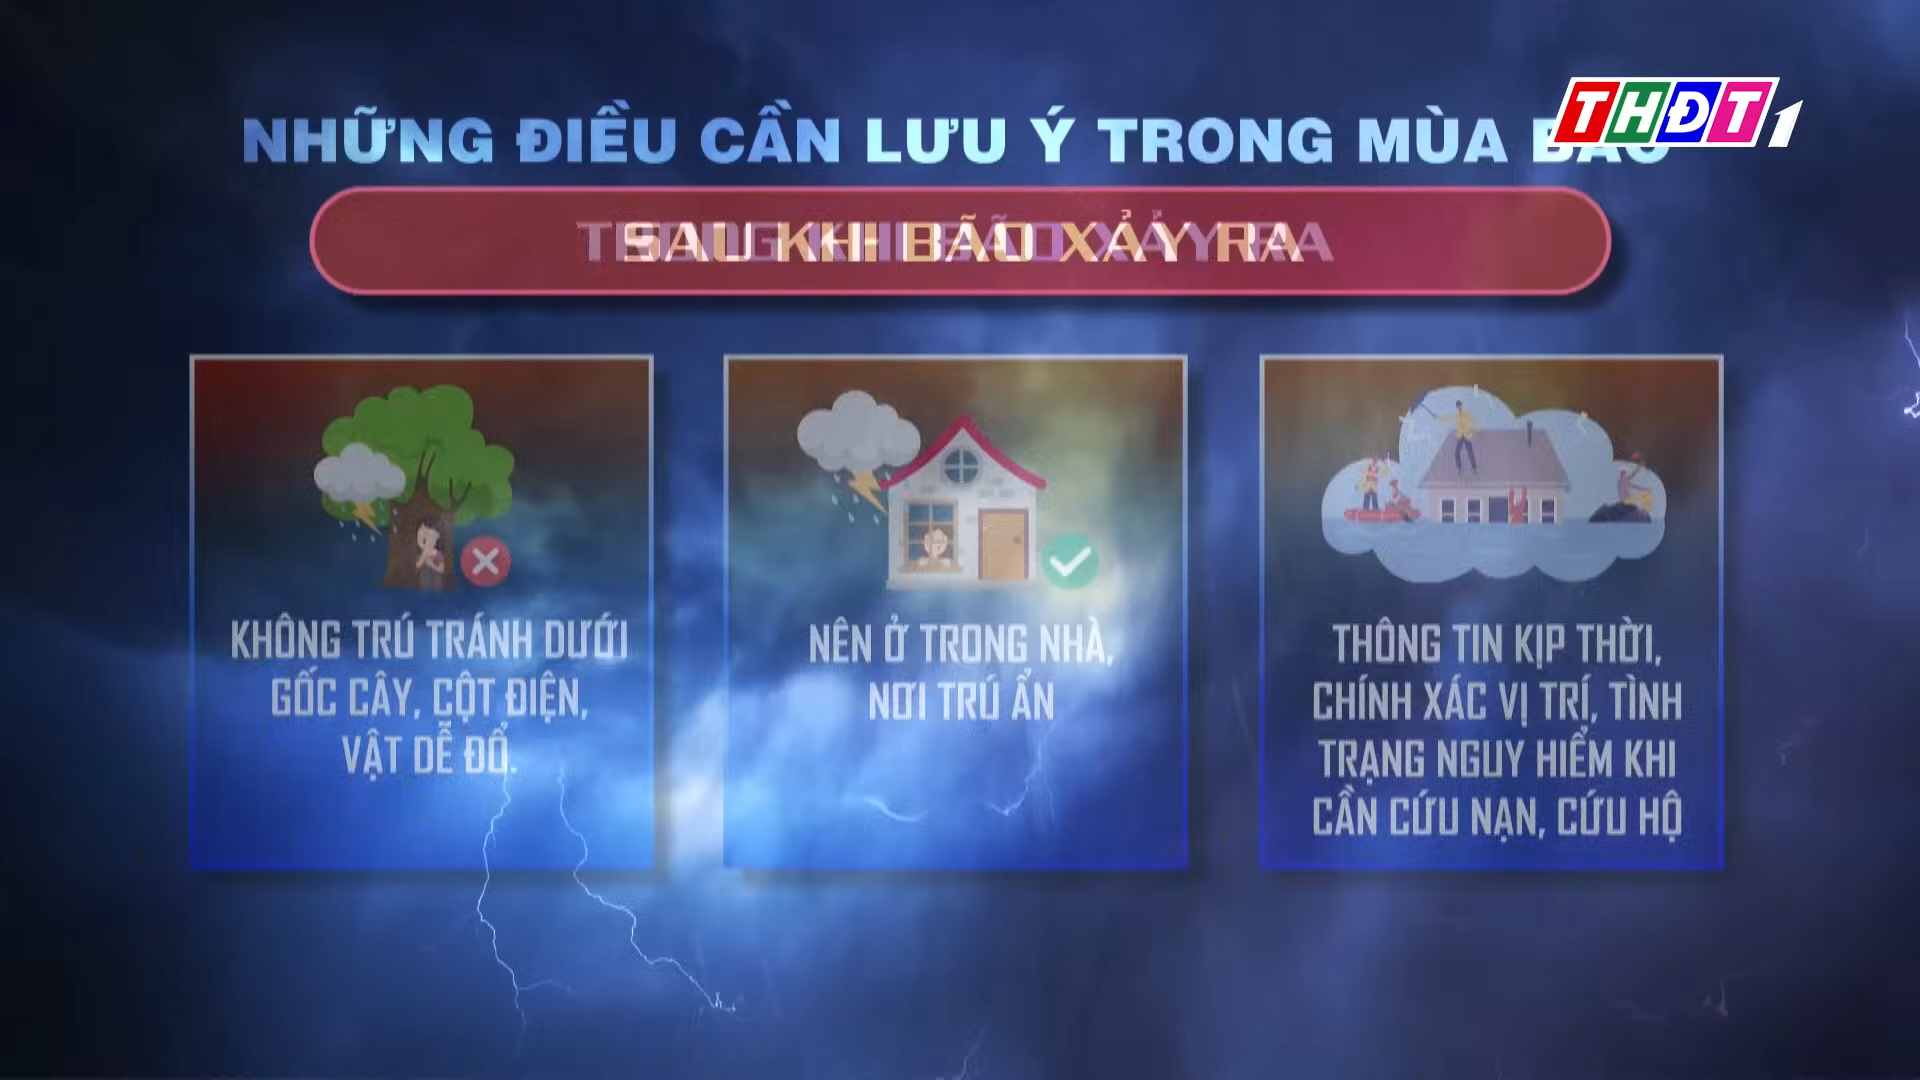 NHỮNG ĐIỀU CẦN LƯU Ý TRONG MÙA BÃO
THĐT1
SAU KHI BÃO XẢY RA
KHÔNG TRÚ TRÁNH DƯỚI
GỐC CÂY, CỘT ĐIỆN,
VẬT DỄ ĐỔ.
NÊN Ở TRONG NHÀ,
NƠI TRÚ ẨN
THÔNG TIN KỊP THỜI,
CHÍNH XÁC VỊ TRÍ, TÌNH
TRẠNG NGUY HIỂM KHI
CẦN CỨU NẠN, CỨU HỘ